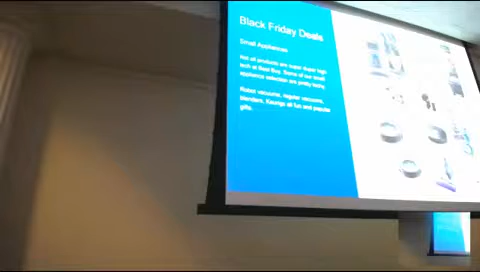 Black Friday Deals
Small Appliances
Not all products are super duper high
tech at Best Buy. Some of our small
appliance selection are pretty
Robot vacuums, regular vacuums,
blenders, Keurigs all fun and popular
gifts.